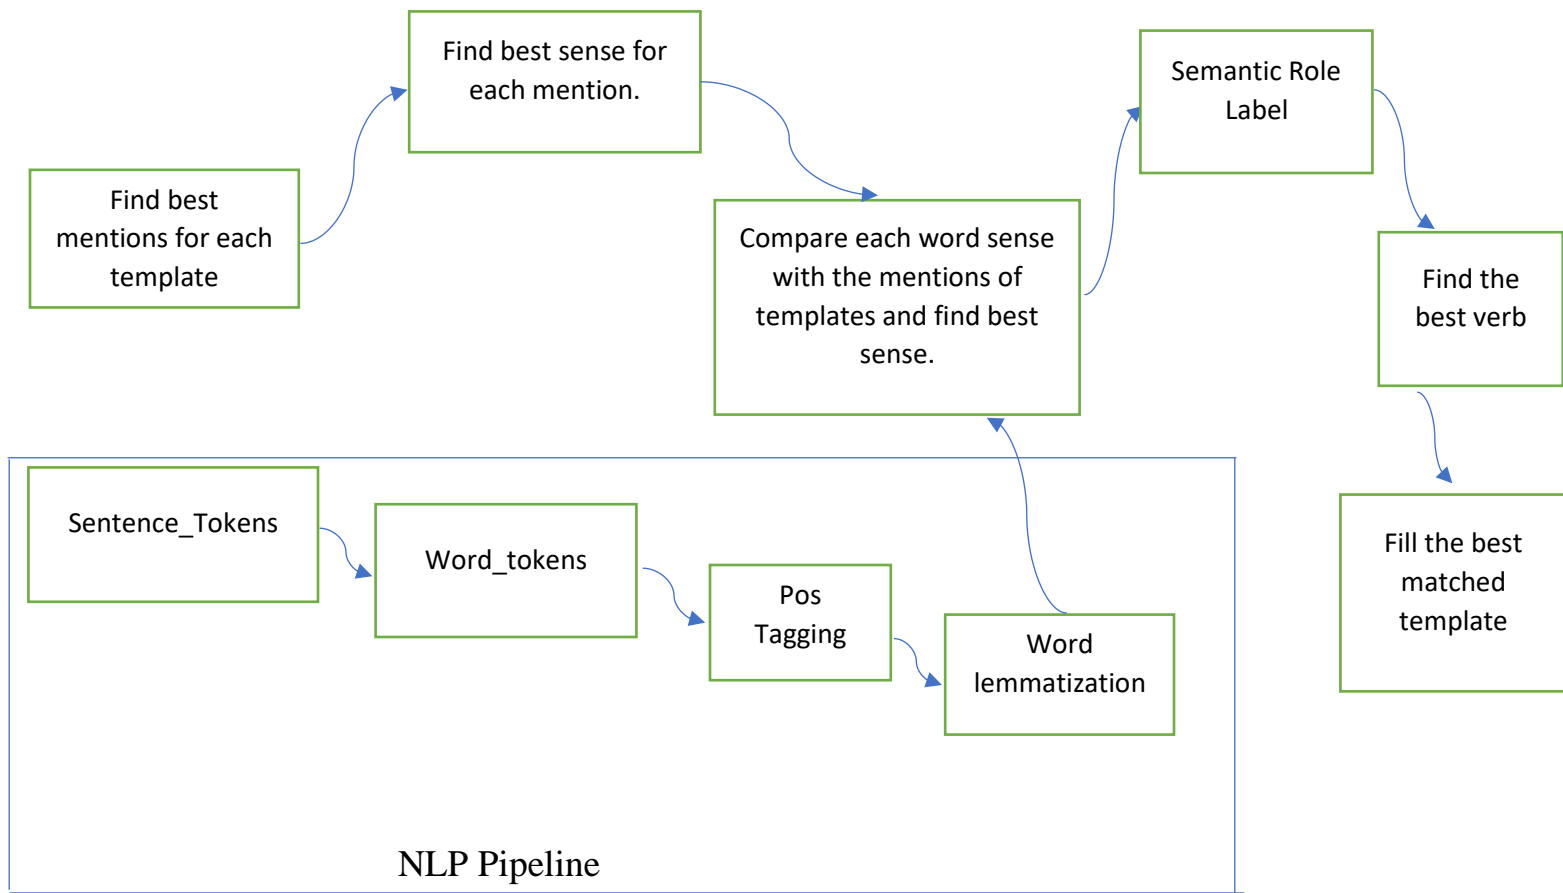 Find best sense for
each mention.
Semantic Role
Label
Find best
mentions for each
template
Compare each word sense
with the mentions of
templates and find best
sense.
Find the
best verb
Sentence_Tokens
Word_tokens
Pos
Tagging
Word
lemmatization
Fill the best
matched
template
NLP Pipeline